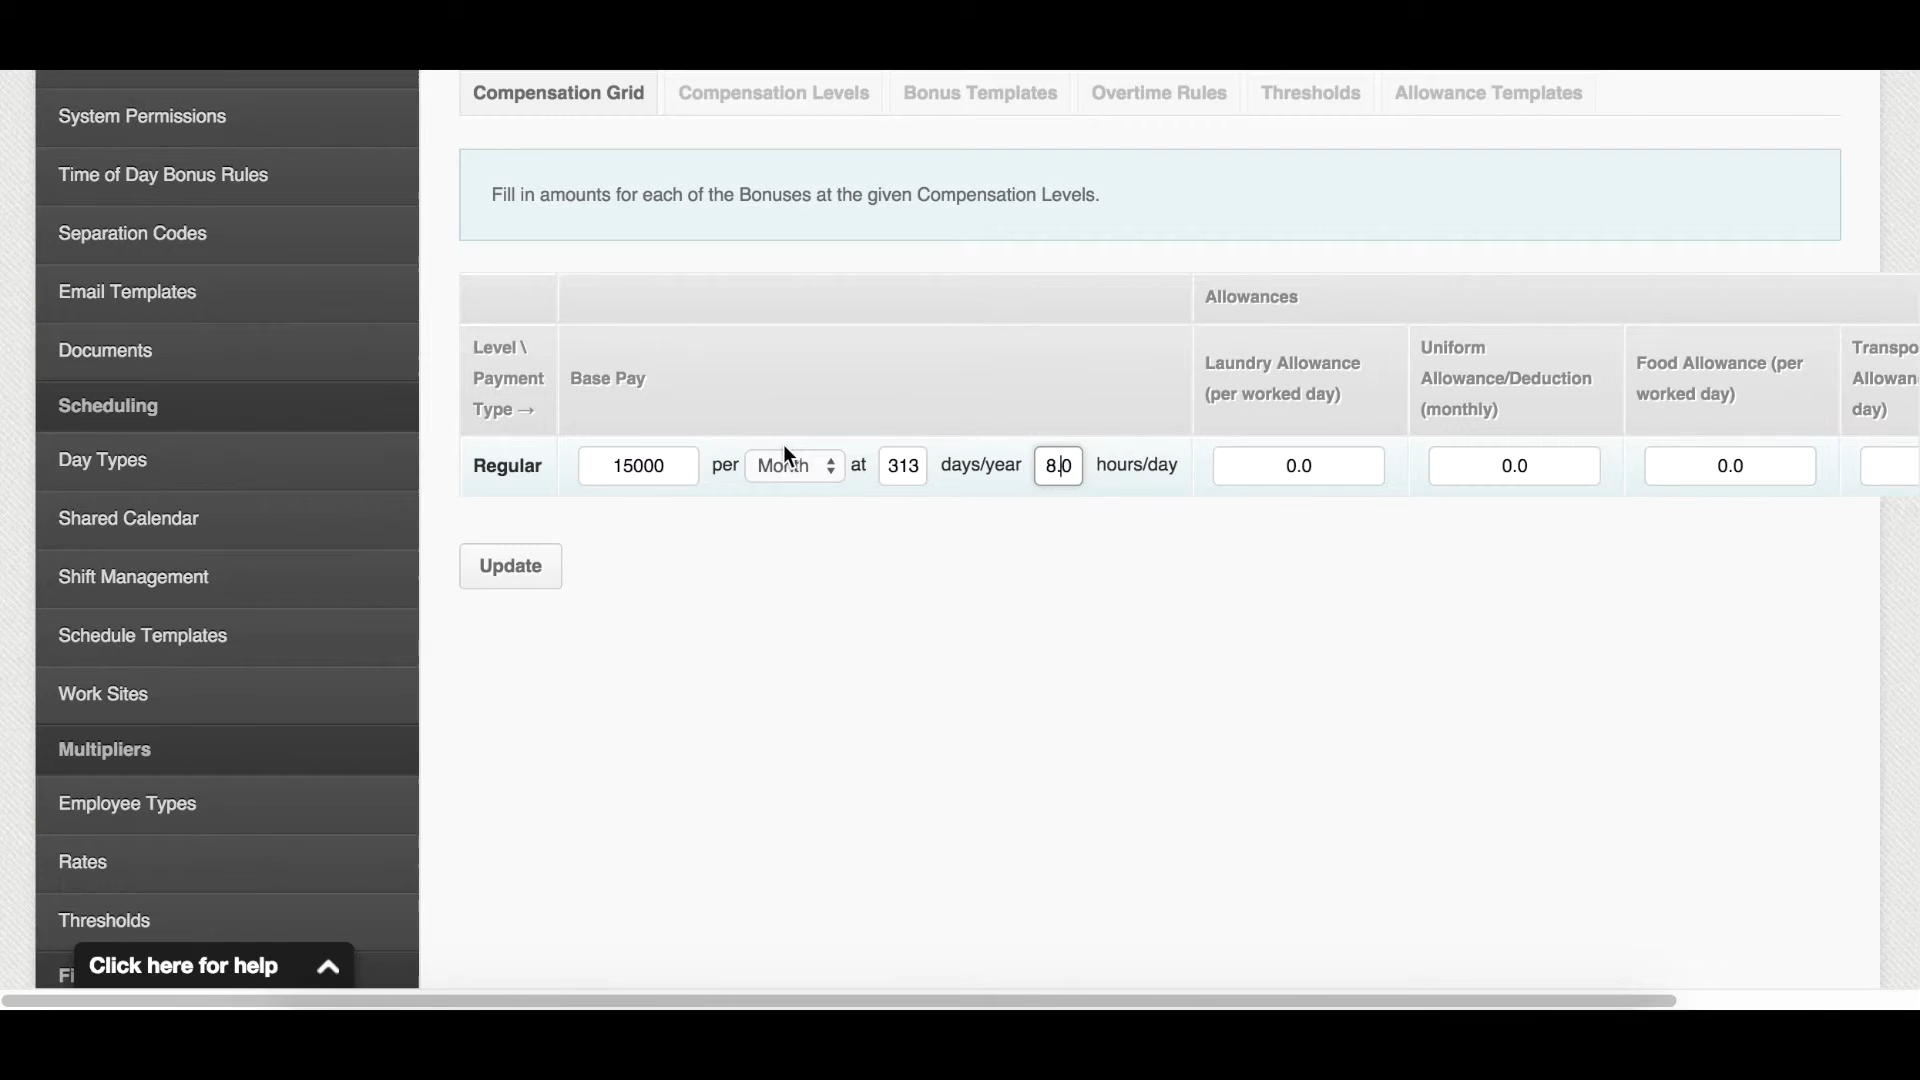 Compensation Grid
Compensation Levels
Bonus Templates
Overtime Rules
Thresholds
Allowance Templates
System Permissions
Time of Day Bonus Rules
Separation Codes
Email Templates
Documents
Scheduling
Day Types
Shared Calendar
Shift Management
Schedule Templates
Work Sites
Multipliers
Employee Types
Rates
Thresholds
Click here for help
Fill in amounts for each of the Bonuses at the given Compensation Levels.
Allowances
Level \
Payment
Type →
Base Pay
Laundry Allowance
(per worked day)
Uniform
Allowance/Deduction
(monthly)
Food Allowance (per
worked day)
day)
Regular 15000 per Month at 313 days/year 8.0 hours/day 0.0 0.0 0.0
Update